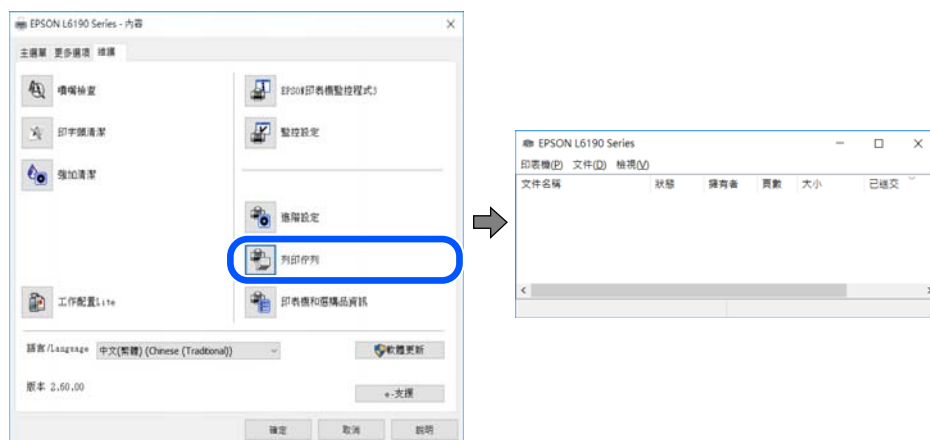 EPSON L6190 Series - 內容
主選單 更多選項 維護
噴嘴檢查
EPSON印表機監控程式3
印字頭清潔
監控設定
強加清潔
進階設定
列印佇列
工作配置Lite
印表機和選購品資訊
語言/Language 中文(繁體) (Chinese (Traditional))
軟體更新
版本 2.60.00
e-支援
確定 取消 說明
EPSON L6190 Series
印表機(P) 文件(D) 檢視(V)
文件名稱 狀態 擁有者 頁數 大小 已送交